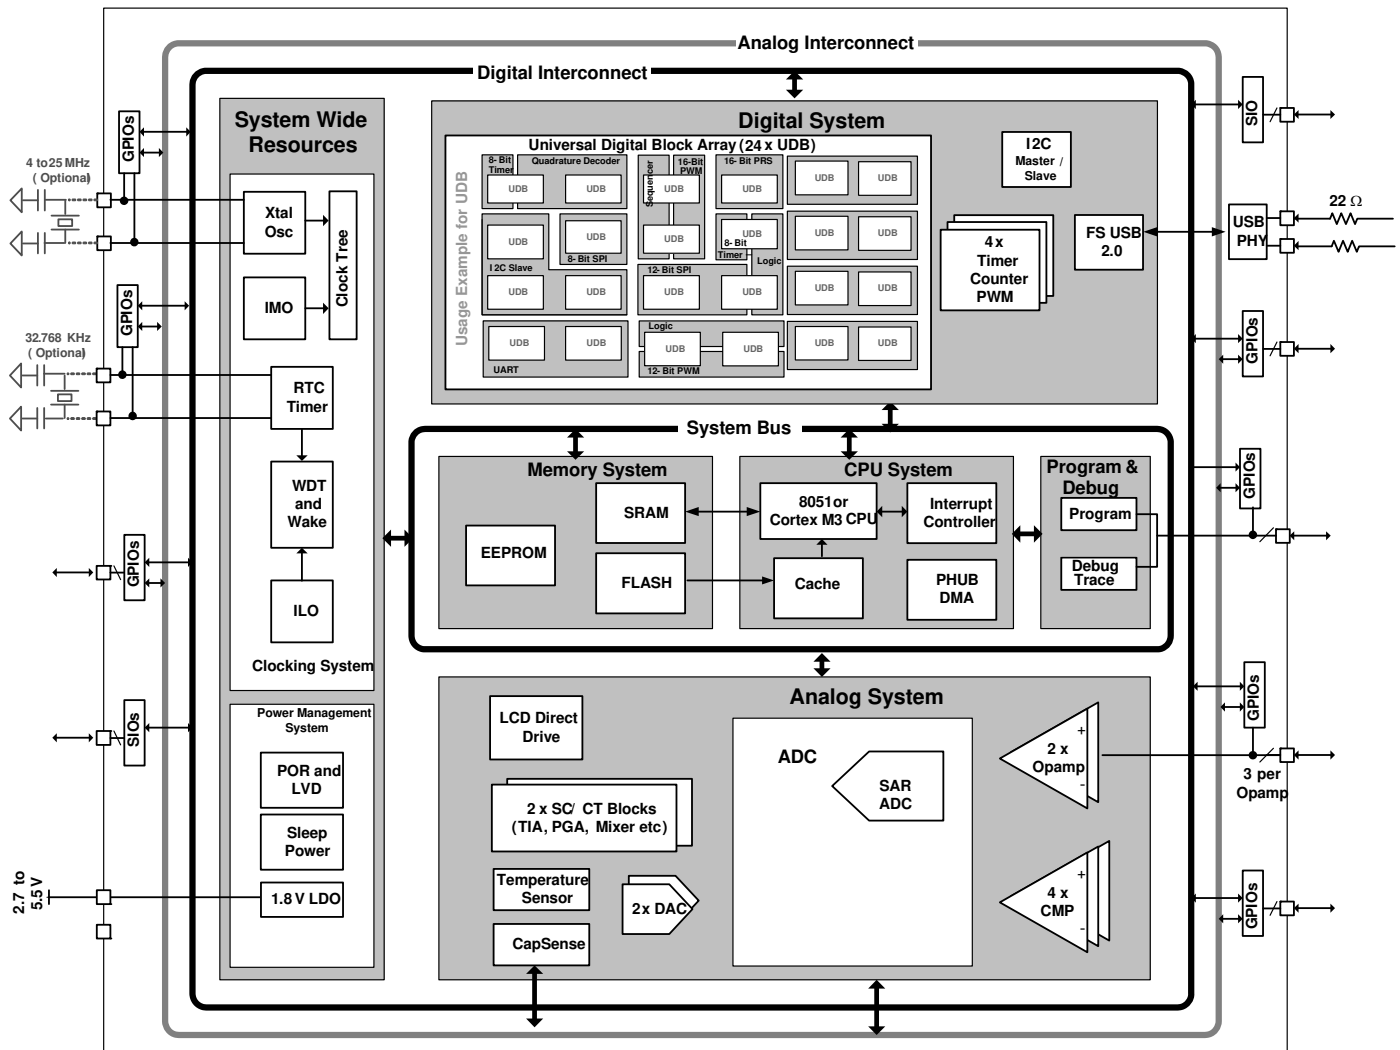 Analog Interconnect
Digital Interconnect
System Wide
Resources
Digital System
Universal Digital Block Array (24 x UDB)
Usage Example for UDB
8- Bit
Timer
Quadrature Decoder
Sequencer
16-Bit
PWM
16- Bit PRS
UDB
UDB
UDB
UDB
UDB
UDB
UDB
UDB
UDB
UDB
8- Bit
Timer
Logic
UDB
UDB
I2C Slave
8- Bit SPI
12- Bit SPI
UDB
UDB
UDB
UDB
UDB
UDB
UDB
UDB
Logic
UDB
UDB
UDB
UDB
UART
12- Bit PWM
I2C
Master /
Slave
4 x
Timer
Counter
PWM
FS USB
2.0
GPIOs
4 to 25 MHz
( Optional)
Xtal
Osc
Clock Tree
IMO
GPIOs
32.768 KHz
( Optional)
RTC
Timer
WDT
and
Wake
ILO
Clocking System
GPIOs
SIOs
Power Management
System
POR and
LVD
Sleep
Power
1.8 V LDO
2.7 to
5.5 V
System Bus
Memory System
EEPROM
SRAM
FLASH
CPU System
8051 or
Cortex M3 CPU
Interrupt
Controller
Cache
PHUB
DMA
Program &
Debug
Program
Debug
Trace
Analog System
LCD Direct
Drive
2 x SC/ CT Blocks
(TIA, PGA, Mixer etc)
Temperature
Sensor
2 x DAC
CapSense
ADC
SAR
ADC
+
2 x
Opamp
-
+
4 x
CMP
-
SIO
USB
PHY
22 Ω
GPIOs
GPIOs
GPIOs
3 per
Opamp
GPIOs